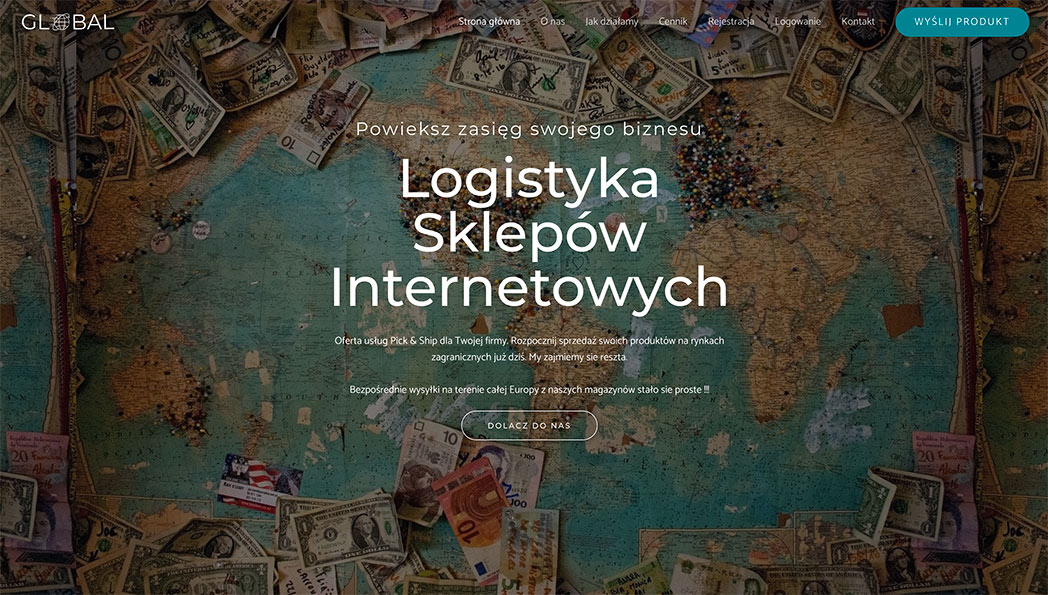 GLOBAL
Strona główna
O nas
Jak działamy
Cennik
Rejestracja
Logowanie
Kontakt
WYŚLIJ PRODUKT
Powieksz zasięg swojego biznesu
Logistyka
Sklepów
Internetowych
Oferta usług Pick & Ship dla Twojej firmy. Rozpocznij sprzedaż swoich produktów na rynkach
zagranicznych już dziś. My zajmiemy sie reszta.
Bezpośrednie wysyłki na terenie całej Europy z naszych magazynów stało sie proste !!!
DOLACZ DO NAS